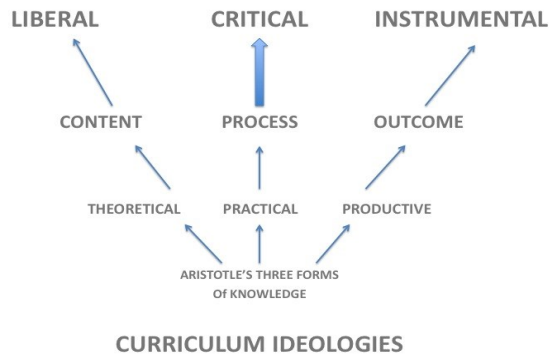 LIBERAL CRITICAL INSTRUMENTAL
CONTENT PROCESS OUTCOME
THEORETICAL PRACTICAL PRODUCTIVE
ARISTOTLE'S THREE FORMS
Of KNOWLEDGE
CURRICULUM IDEOLOGIES